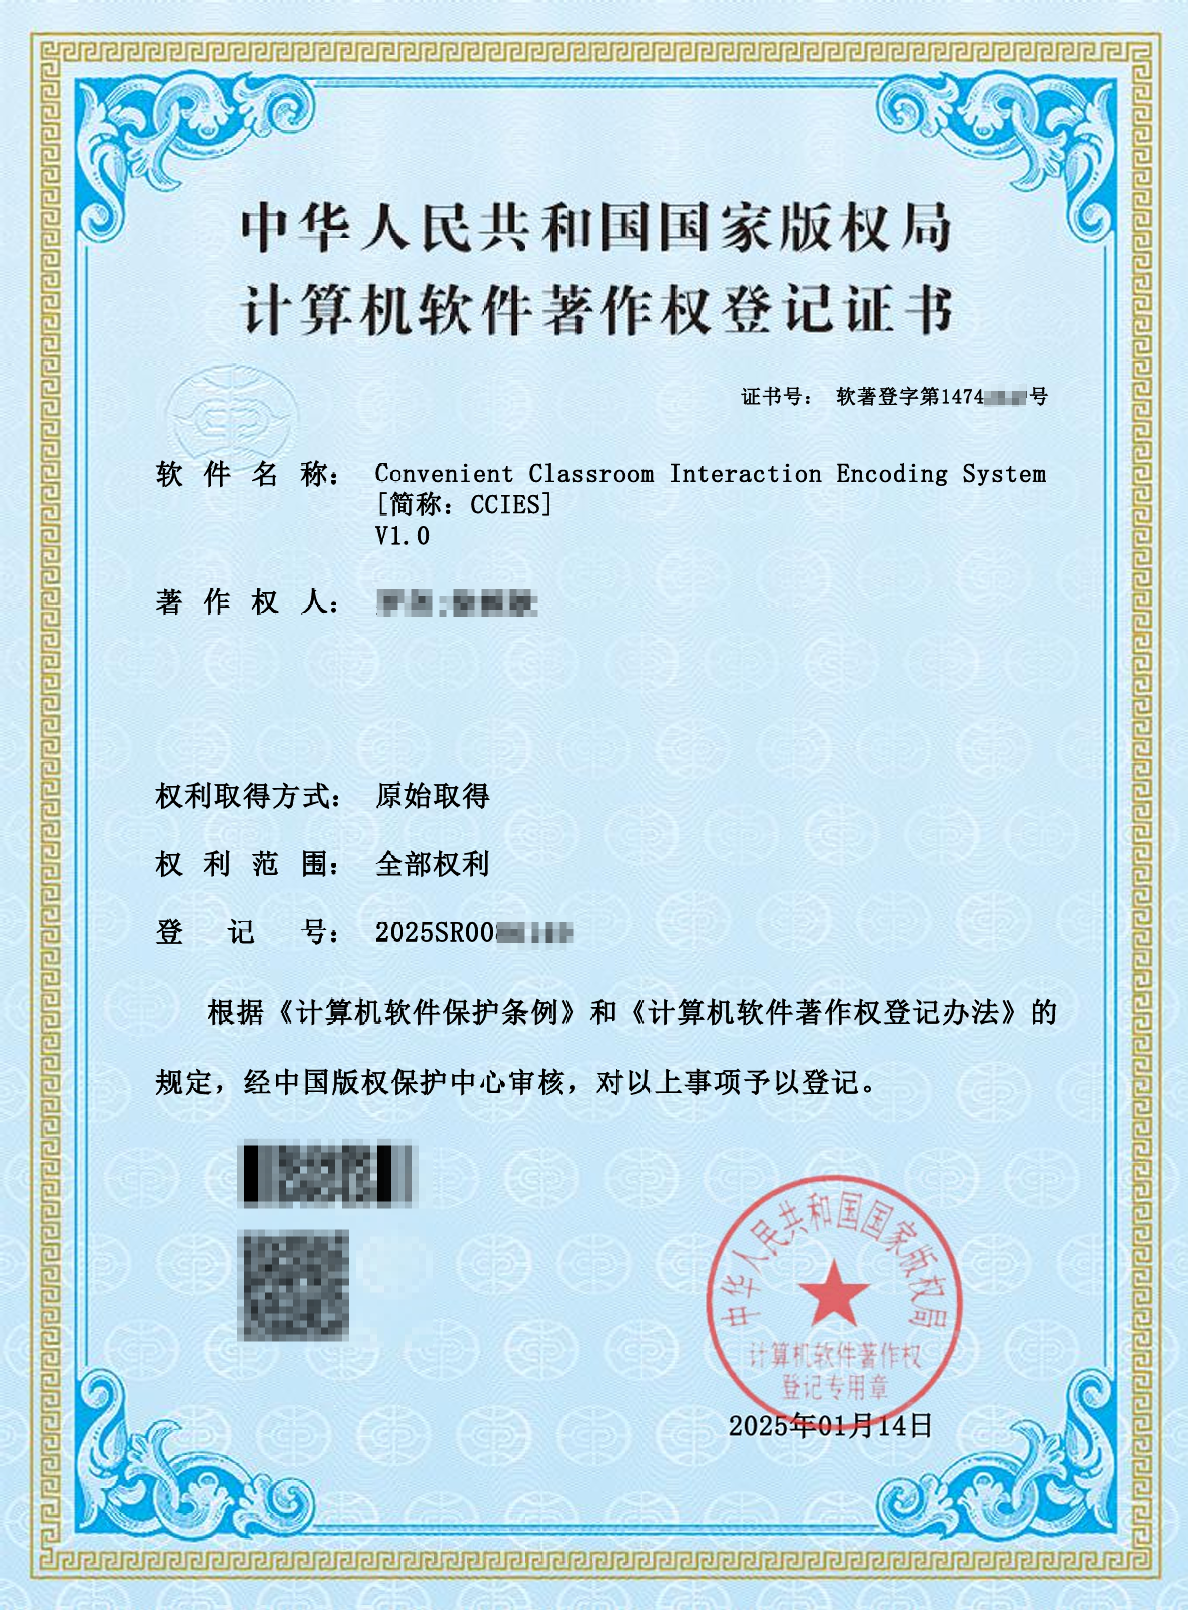 中华人民共和国国家版权局
计算机软件著作权登记证书
证书号： 软著登字第1474号
软件名称： Convenient Classroom Interaction Encoding System
[简称：CCIES]
V1.0
著作权人：
权利取得方式： 原始取得
权利范围： 全部权利
登记号： 2025SR00
根据《计算机软件保护条例》和《计算机软件著作权登记办法》的
规定，经中国版权保护中心审核，对以上事项予以登记。
中华人民共和国国家版权局
计算机软件著作权
登记专用章
2025年01月14日